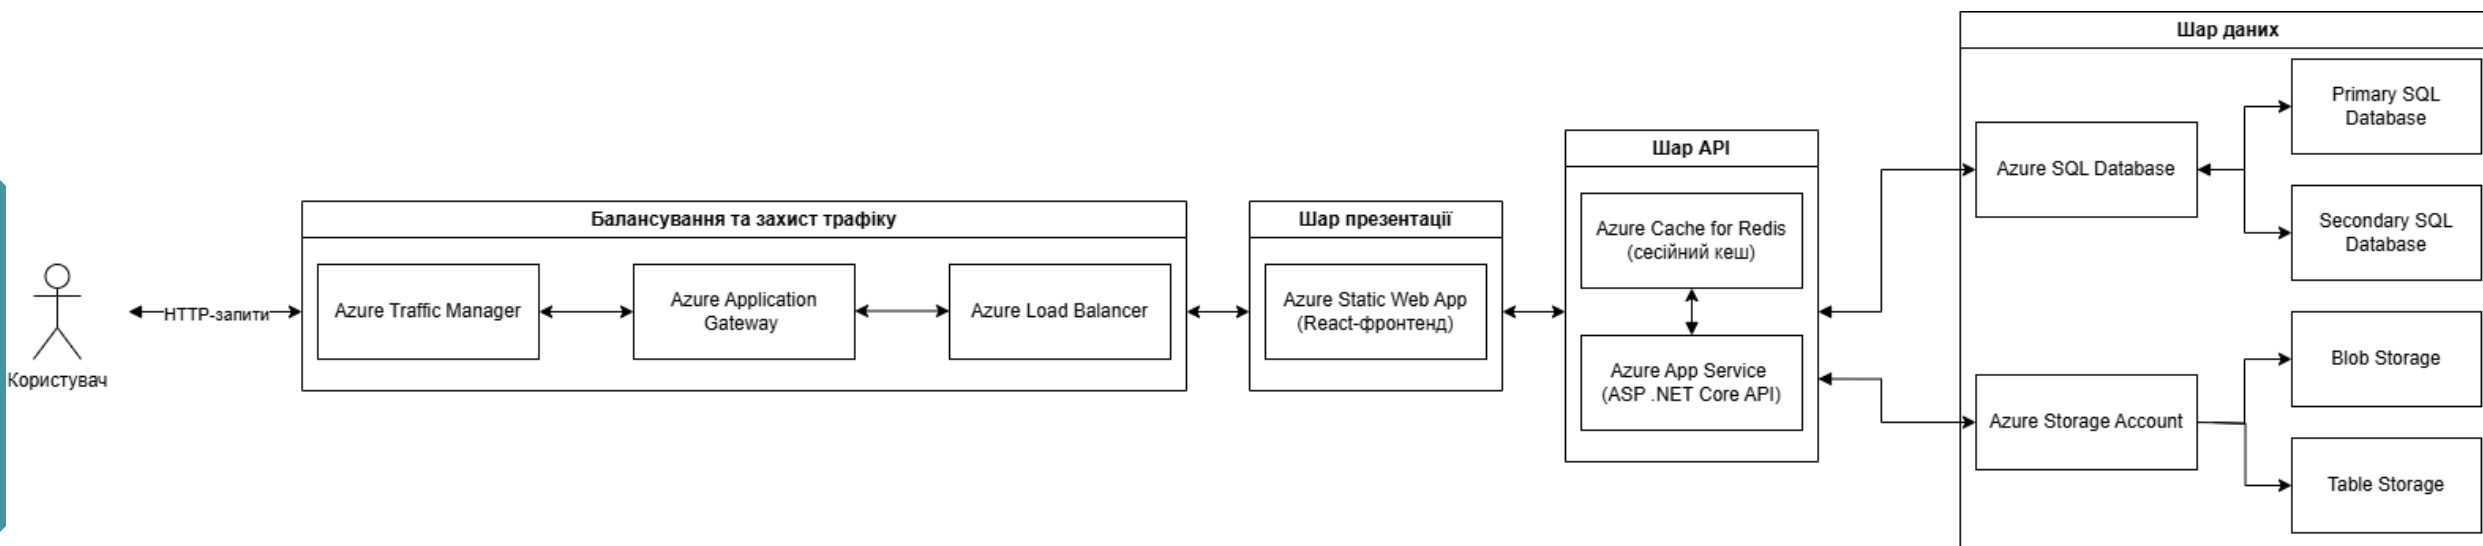 Користувач
HTTP-запити
Балансування та захист трафіку
Azure Traffic Manager
Azure Application
Gateway
Azure Load Balancer
Шар презентації
Azure Static Web App
(React-фронтенд)
Шар API
Azure Cache for Redis
(сесійний кеш)
Azure App Service
(ASP .NET Core API)
Шар даних
Azure SQL Database
Primary SQL
Database
Secondary SQL
Database
Azure Storage Account
Blob Storage
Table Storage